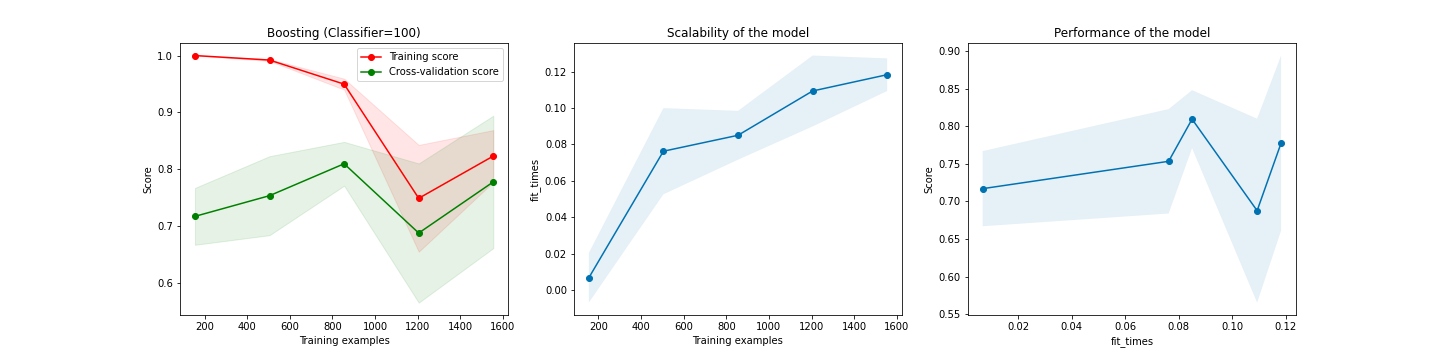 Boosting (Classifier=100)
Training score
Cross-validation score
Score
1.0
0.9
0.8
0.7
0.6
200 400 600 800 1000 1200 1400 1600
Training examples
Scalability of the model
fit_times
0.12
0.10
0.08
0.06
0.04
0.02
0.00
200 400 600 800 1000 1200 1400 1600
Training examples
Performance of the model
Score
0.90
0.85
0.80
0.75
0.70
0.65
0.60
0.55
0.02 0.04 0.06 0.08 0.10 0.12
fit_times